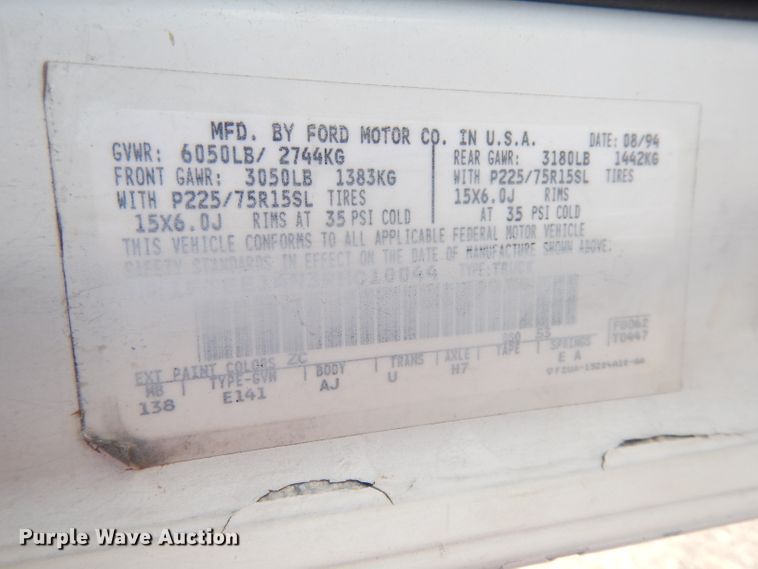 MFD. BY FORD MOTOR CO. IN U.S.A.
DATE: 08/94
GVWR: 6050LB/ 2744KG
FRONT GAWR: 3050LB 1383KG
WITH P225/75R15SL TIRES
15X6.0J RIMS AT 35 PSI COLD
REAR GAWR: 3180LB 1442KG
WITH P225/75R15SL TIRES
15X6.0J RIMS
AT 35 PSI COLD
THIS VEHICLE CONFORMS TO ALL APPLICABLE FEDERAL MOTOR VEHICLE
SAFETY STANDARDS IN EFFECT ON THE DATE OF MANUFACTURE SHOWN ABOVE.
TYPE: TRUCK
EXT PAINT COLORS ZC DSO 53
F0062
T0447
WB TYPE-GVW BODY TRANS AXLE TAPE SPRINGS
138 E141 AJ U H7 E A
Purple Wave Auction